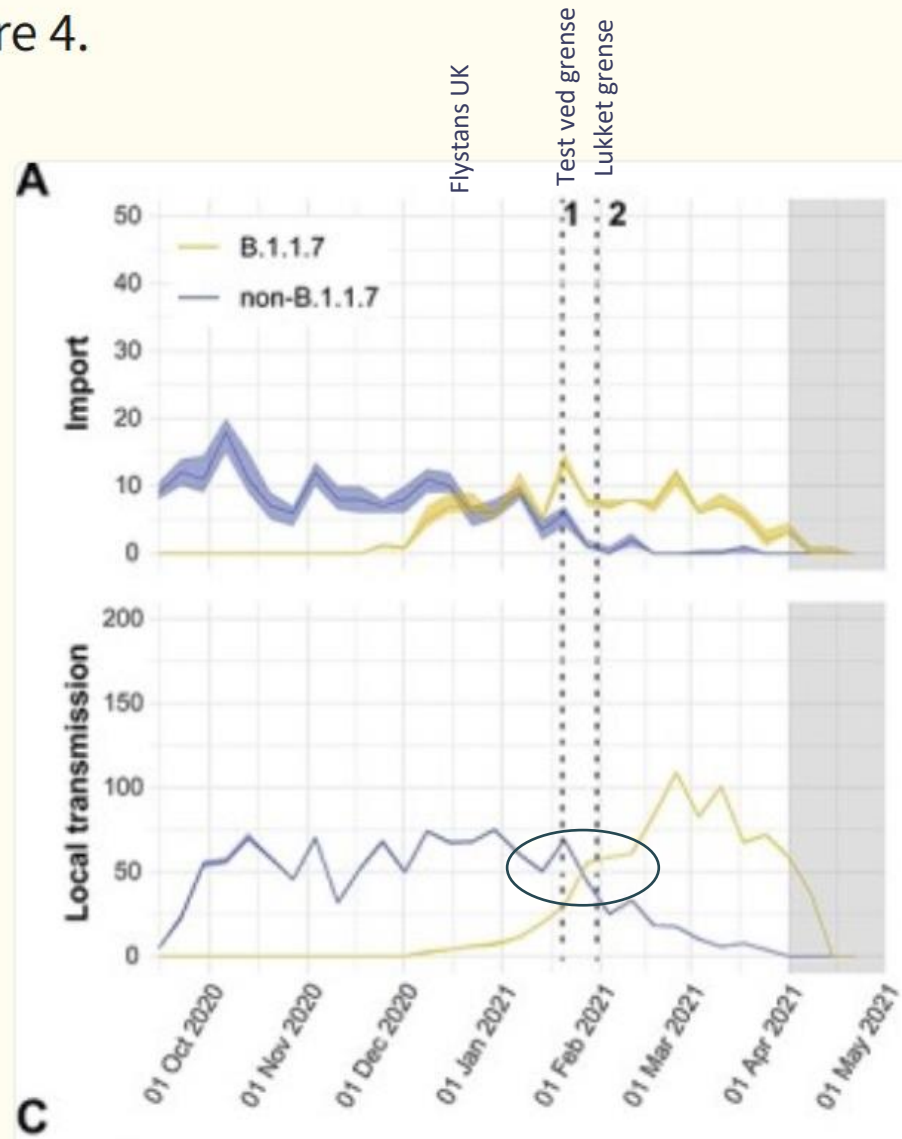 re 4.
Flystans UK
Test ved grense
Lukket grense
A
1
2
50
40
30
20
10
0
B.1.1.7
non-B.1.1.7
Import
200
150
100
50
0
Local transmission
01 Oct 2020
01 Nov 2020
01 Dec 2020
01 Jan 2021
01 Feb 2021
01 Mar 2021
01 Apr 2021
01 May 2021
C